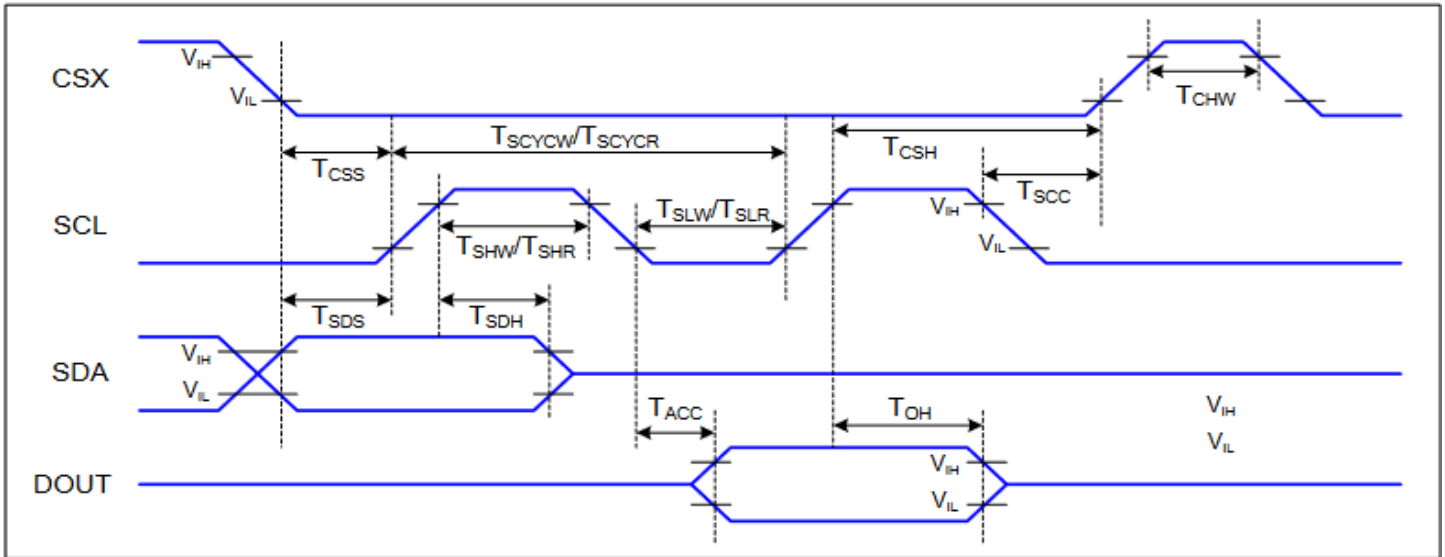 CSX
VIH
VIL
TCHW
TSCYCW/TSCYCR
TCSH
TCSS
TSCC
SCL
TSLW/TSLR
VIH
TSHW/TSHR
VIL
TSDS
TSDH
SDA
VIH
VIL
TACC
TOH
VIH
VIL
DOUT
VIH
VIL